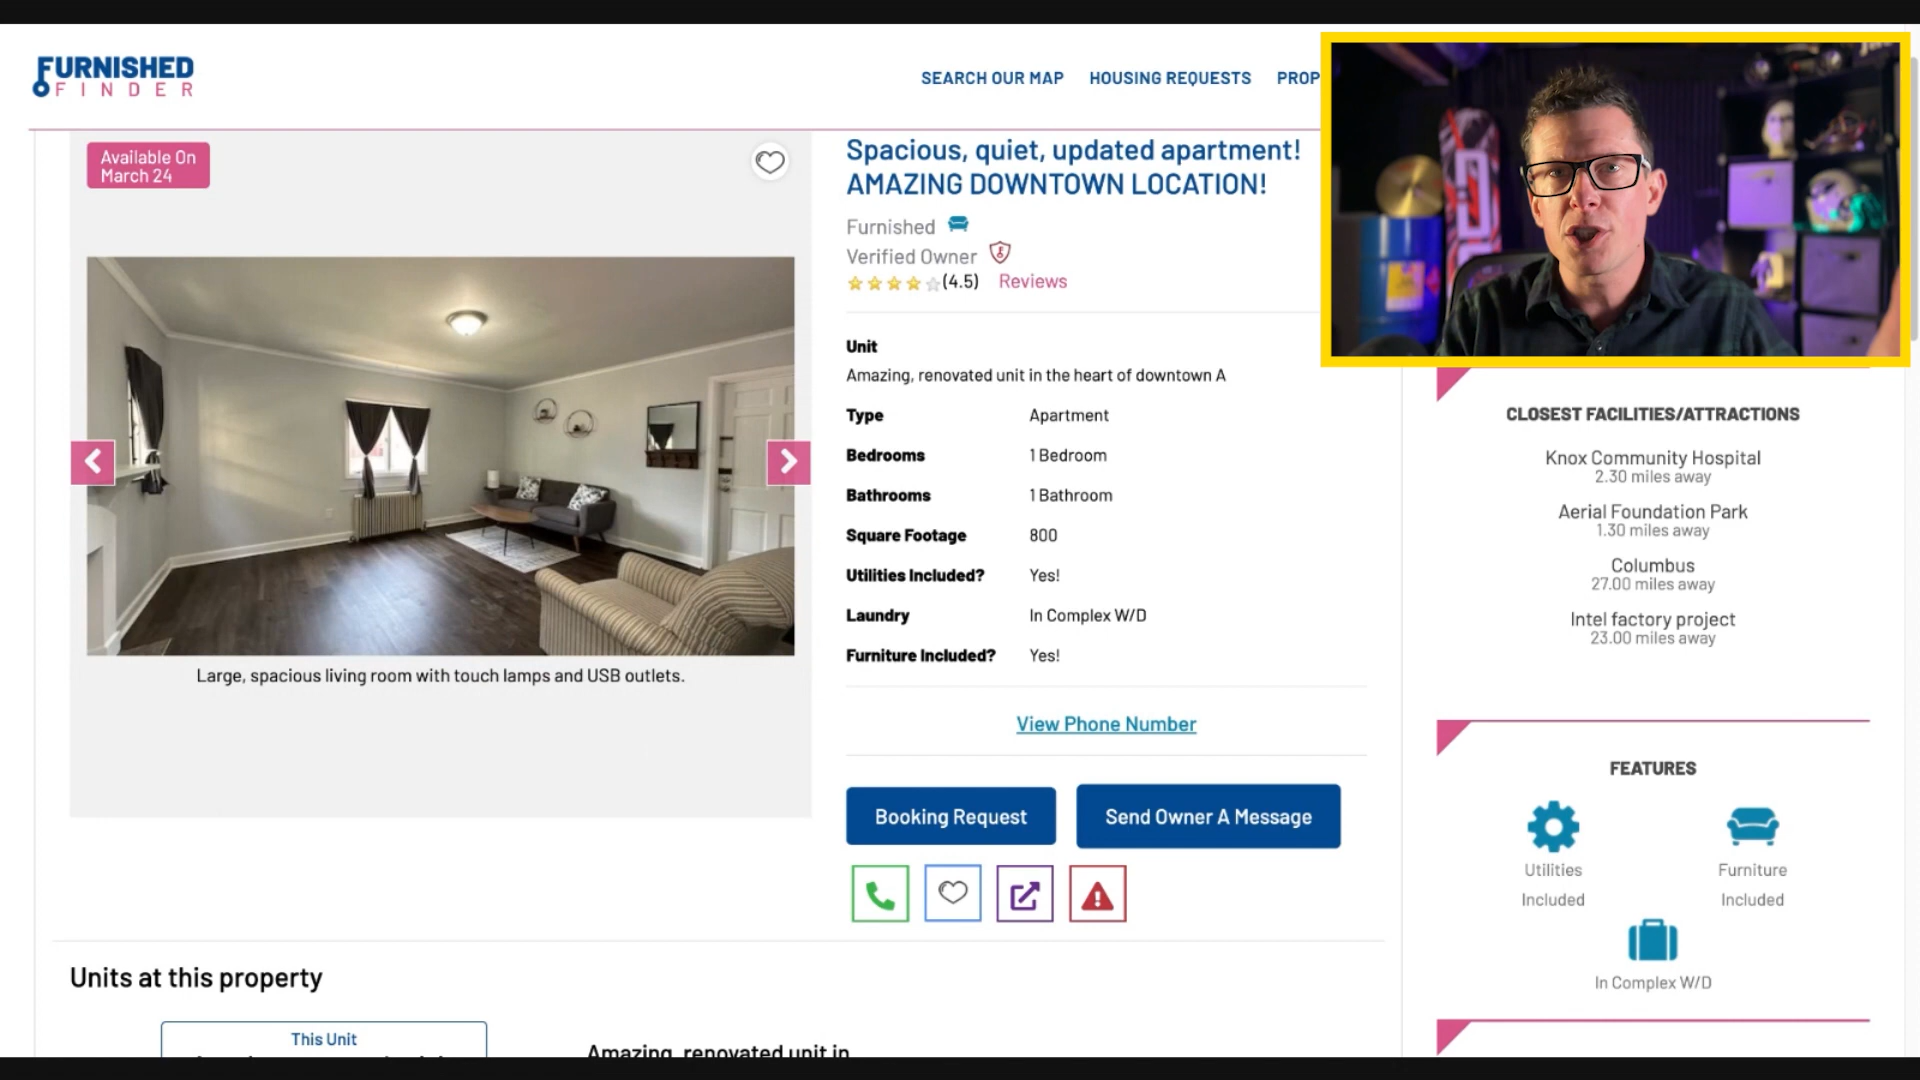 FURNISHED
FINDER
SEARCH OUR MAP
HOUSING REQUESTS
PROP
Available On
March 24
Large, spacious living room with touch lamps and USB outlets.
Spacious, quiet, updated apartment!
AMAZING DOWNTOWN LOCATION!
Furnished
Verified Owner
(4.5) Reviews
Unit
Amazing, renovated unit in the heart of downtown A
Type Apartment
Bedrooms 1 Bedroom
Bathrooms 1 Bathroom
Square Footage 800
Utilities Included? Yes!
Laundry In Complex W/D
Furniture Included? Yes!
View Phone Number
Booking Request
Send Owner A Message
CLOSEST FACILITIES/ATTRACTIONS
Knox Community Hospital
2.30 miles away
Aerial Foundation Park
1.30 miles away
Columbus
27.00 miles away
Intel factory project
23.00 miles away
FEATURES
Utilities
Included
Furniture
Included
In Complex W/D
Units at this property
This Unit
Amazing, renovated unit in